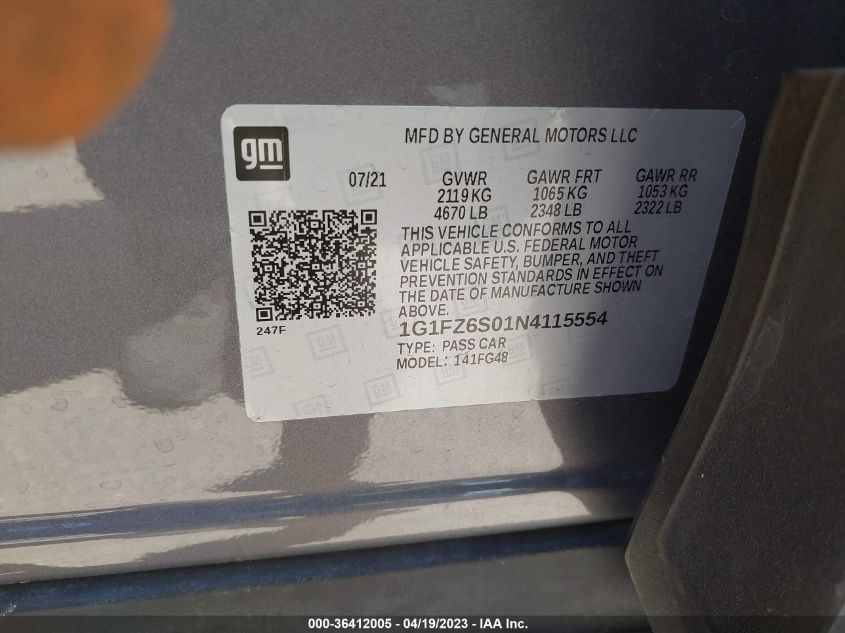 gm
MFD BY GENERAL MOTORS LLC
07/21
GVWR
2119 KG
4670 LB
GAWR FRT
1065 KG
2348 LB
GAWR RR
1053 KG
2322 LB
THIS VEHICLE CONFORMS TO ALL
APPLICABLE U.S. FEDERAL MOTOR
VEHICLE SAFETY, BUMPER, AND THEFT
PREVENTION STANDARDS IN EFFECT ON
THE DATE OF MANUFACTURE SHOWN
ABOVE.
1G1FZ6S01N4115554
TYPE: PASS CAR
MODEL: 141FG48
247F
000-36412005 - 04/19/2023 - IAA Inc.